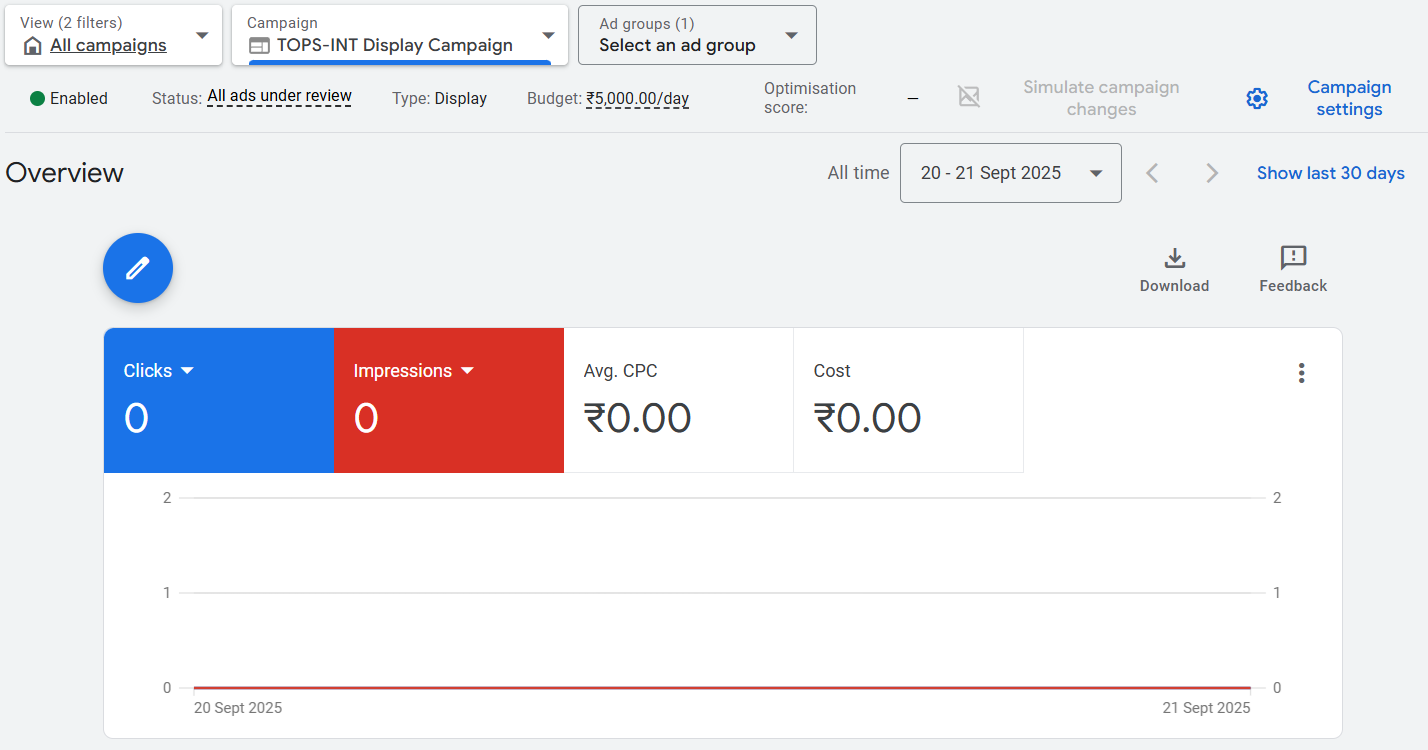 View (2 filters)
All campaigns
Campaign
TOPS-INT Display Campaign
Ad groups (1)
Select an ad group
Enabled
Status: All ads under review
Type: Display
Budget: ₹5,000.00/day
Optimisation
score:
–
Simulate campaign
changes
Campaign
settings
Overview
All time
20 - 21 Sept 2025
Show last 30 days
Download
Feedback
Clicks
0
Impressions
0
Avg. CPC
₹0.00
Cost
₹0.00
2
2
1
1
0
0
20 Sept 2025
21 Sept 2025